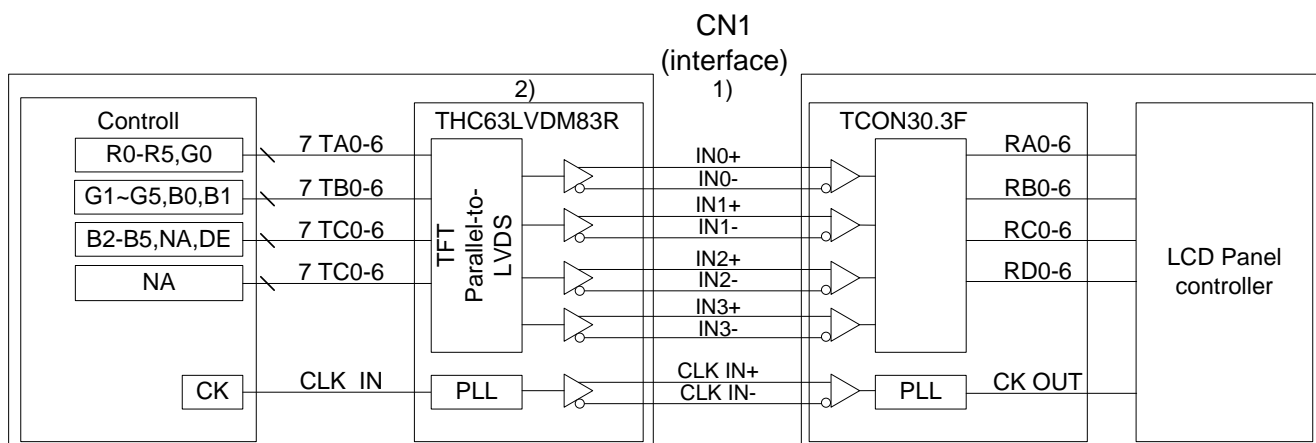 CN1
(interface)
1)
2)
Controll
THC63LVDM83R
TCON30.3F
R0-R5,G0
7 TA0-6
G1~G5,B0,B1
7 TB0-6
B2-B5,NA,DE
7 TC0-6
NA
7 TC0-6
TFT
Parallel-to-
LVDS
IN0+
IN0-
IN1+
IN1-
IN2+
IN2-
IN3+
IN3-
RA0-6
RB0-6
RC0-6
RD0-6
LCD Panel
controller
CK
CLK IN
PLL
CLK IN+
CLK IN-
PLL
CK OUT